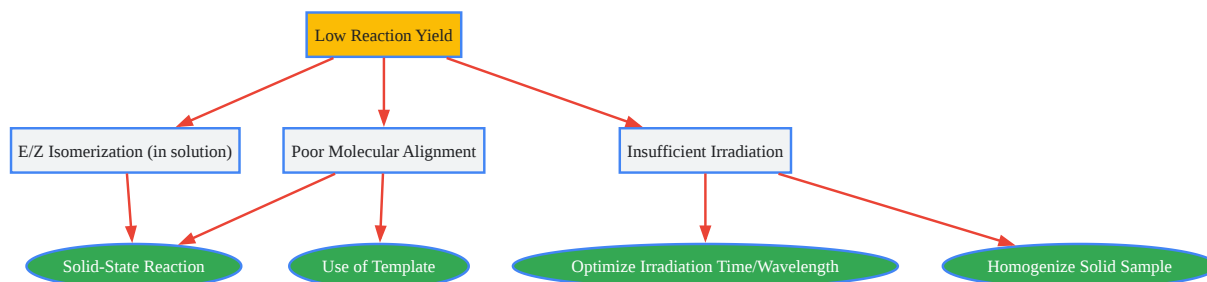 Low Reaction Yield
E/Z Isomerization (in solution)
Poor Molecular Alignment
Insufficient Irradiation
Solid-State Reaction
Use of Template
Optimize Irradiation Time/Wavelength
Homogenize Solid Sample